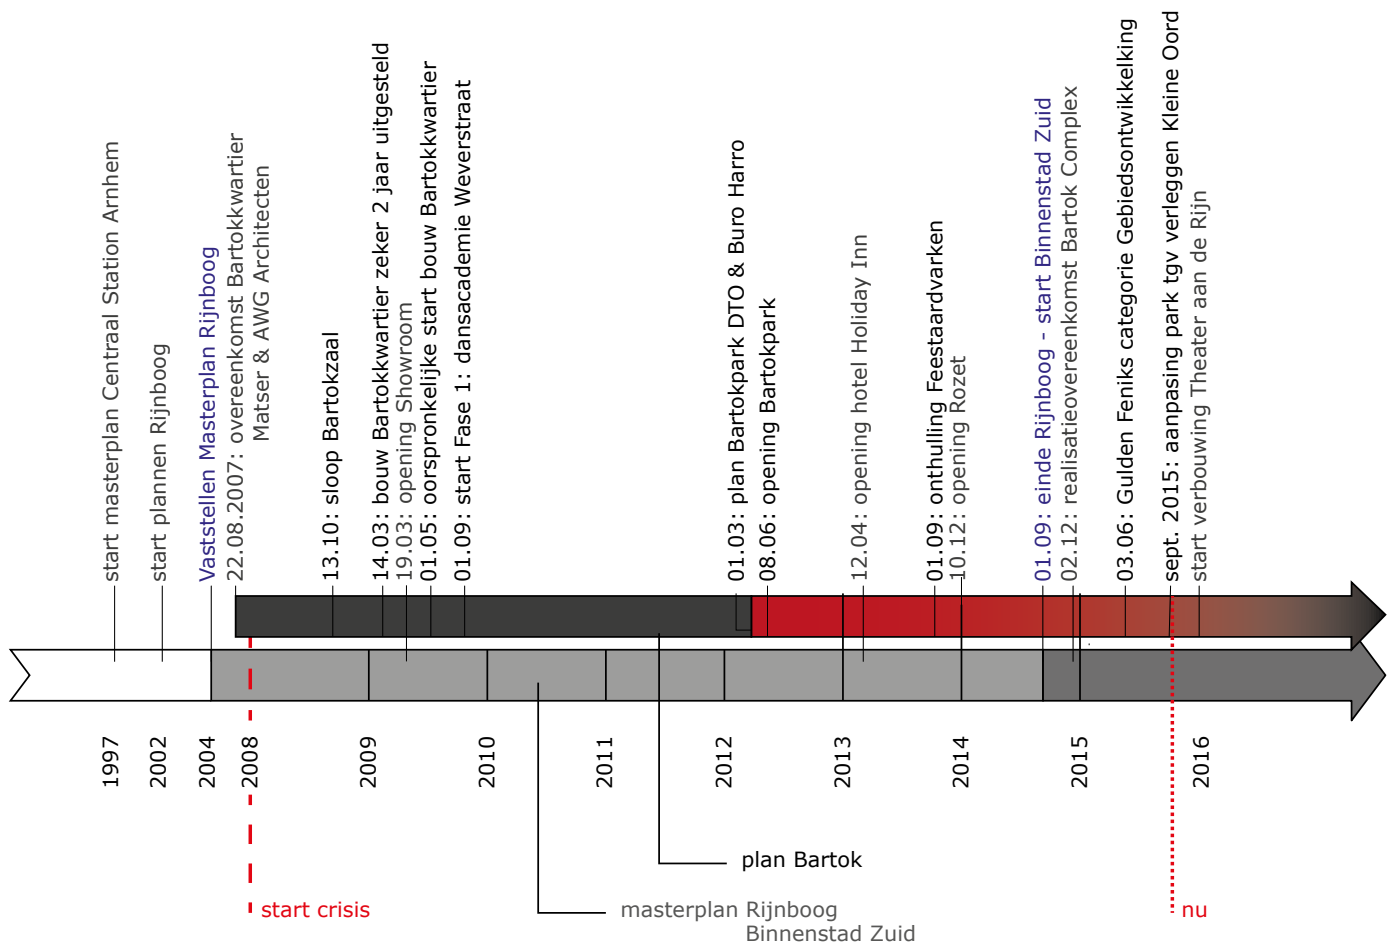 start masterplan Centraal Station Arnhem
start plannen Rijnboog
Vaststellen Masterplan Rijnboog
22.08.2007: overeenkomst Bartokkwartier
Matser & AWG Architecten
13.10: sloop Bartokzaal
14.03: bouw Bartokkwartier zeker 2 jaar uitgesteld
19.03: opening Showroom
01.05: oorspronkelijke start bouw Bartokkwartier
01.09: start Fase 1: dansacademie Weverstraat
01.03: plan Bartokpark DTO & Buro Harro
08.06: opening Bartokpark
12.04: opening hotel Holiday Inn
01.09: onthulling Feestaardvarken
10.12: opening Rozet
01.09: einde Rijnboog - start Binnenstad Zuid
02.12: realisatieovereenkomst Bartok Complex
03.06: Gulden Feniks categorie Gebiedsontwikkelking
sept. 2015: aanpasing park tgv verleggen Kleine Oord
start verbouwing Theater aan de Rijn
1997
2002
2004
2008
2009
2010
2011
2012
2013
2014
2015
2016
plan Bartok
start crisis
masterplan Rijnboog
Binnenstad Zuid
nu